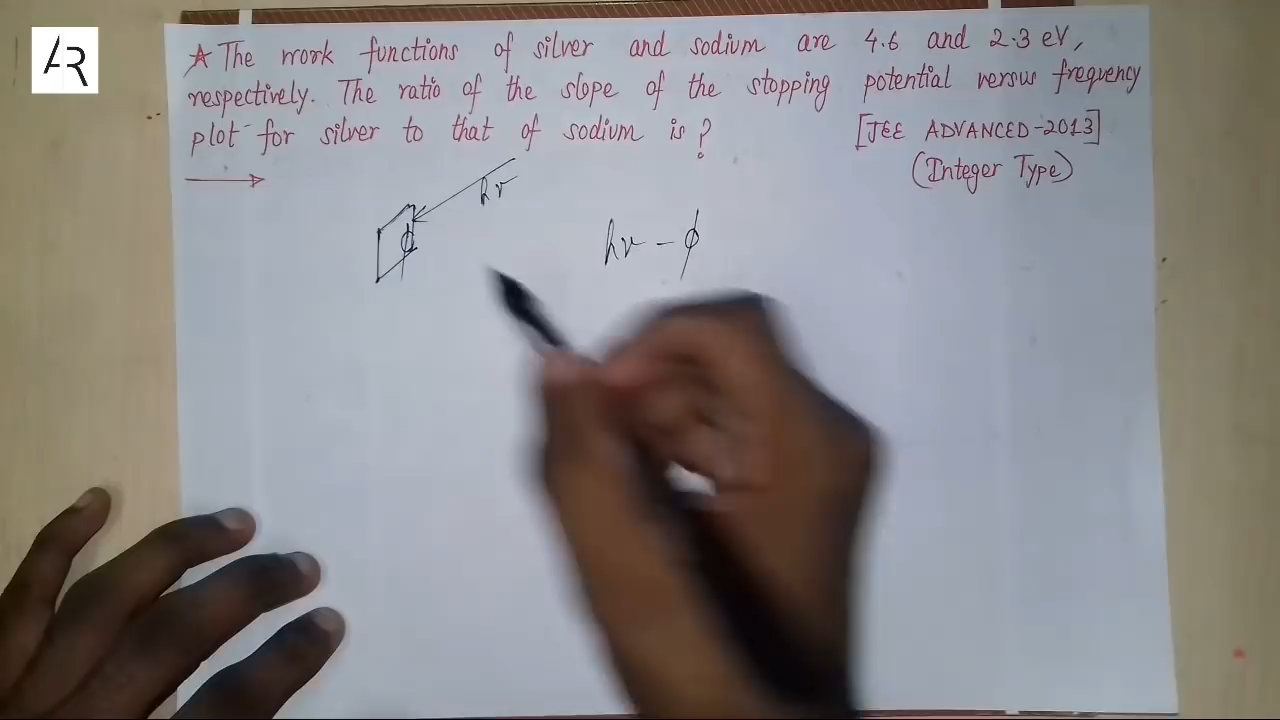 AR
★ The work functions of silver and sodium are 4.6 and 2.3 eV,
respectively. The ratio of the slope of the stopping potential versus frequency
plot for silver to that of sodium is ?
[JEE ADVANCED-2013]
(Integer Type)
hν
ϕ
hν - ϕ